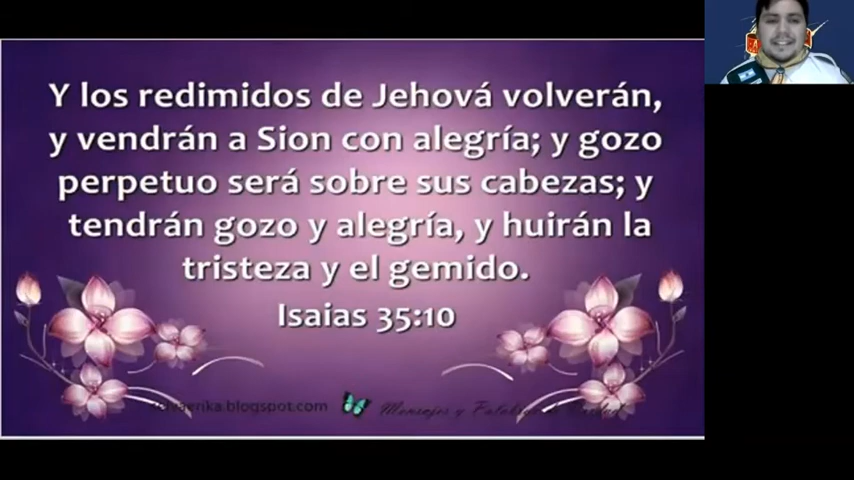 Y los redimidos de Jehová volverán,
y vendrán a Sion con alegría; y gozo
perpetuo será sobre sus cabezas; y
tendrán gozo y alegría, y huirán la
tristeza y el gemido.
Isaias 35:10
Mensajes y